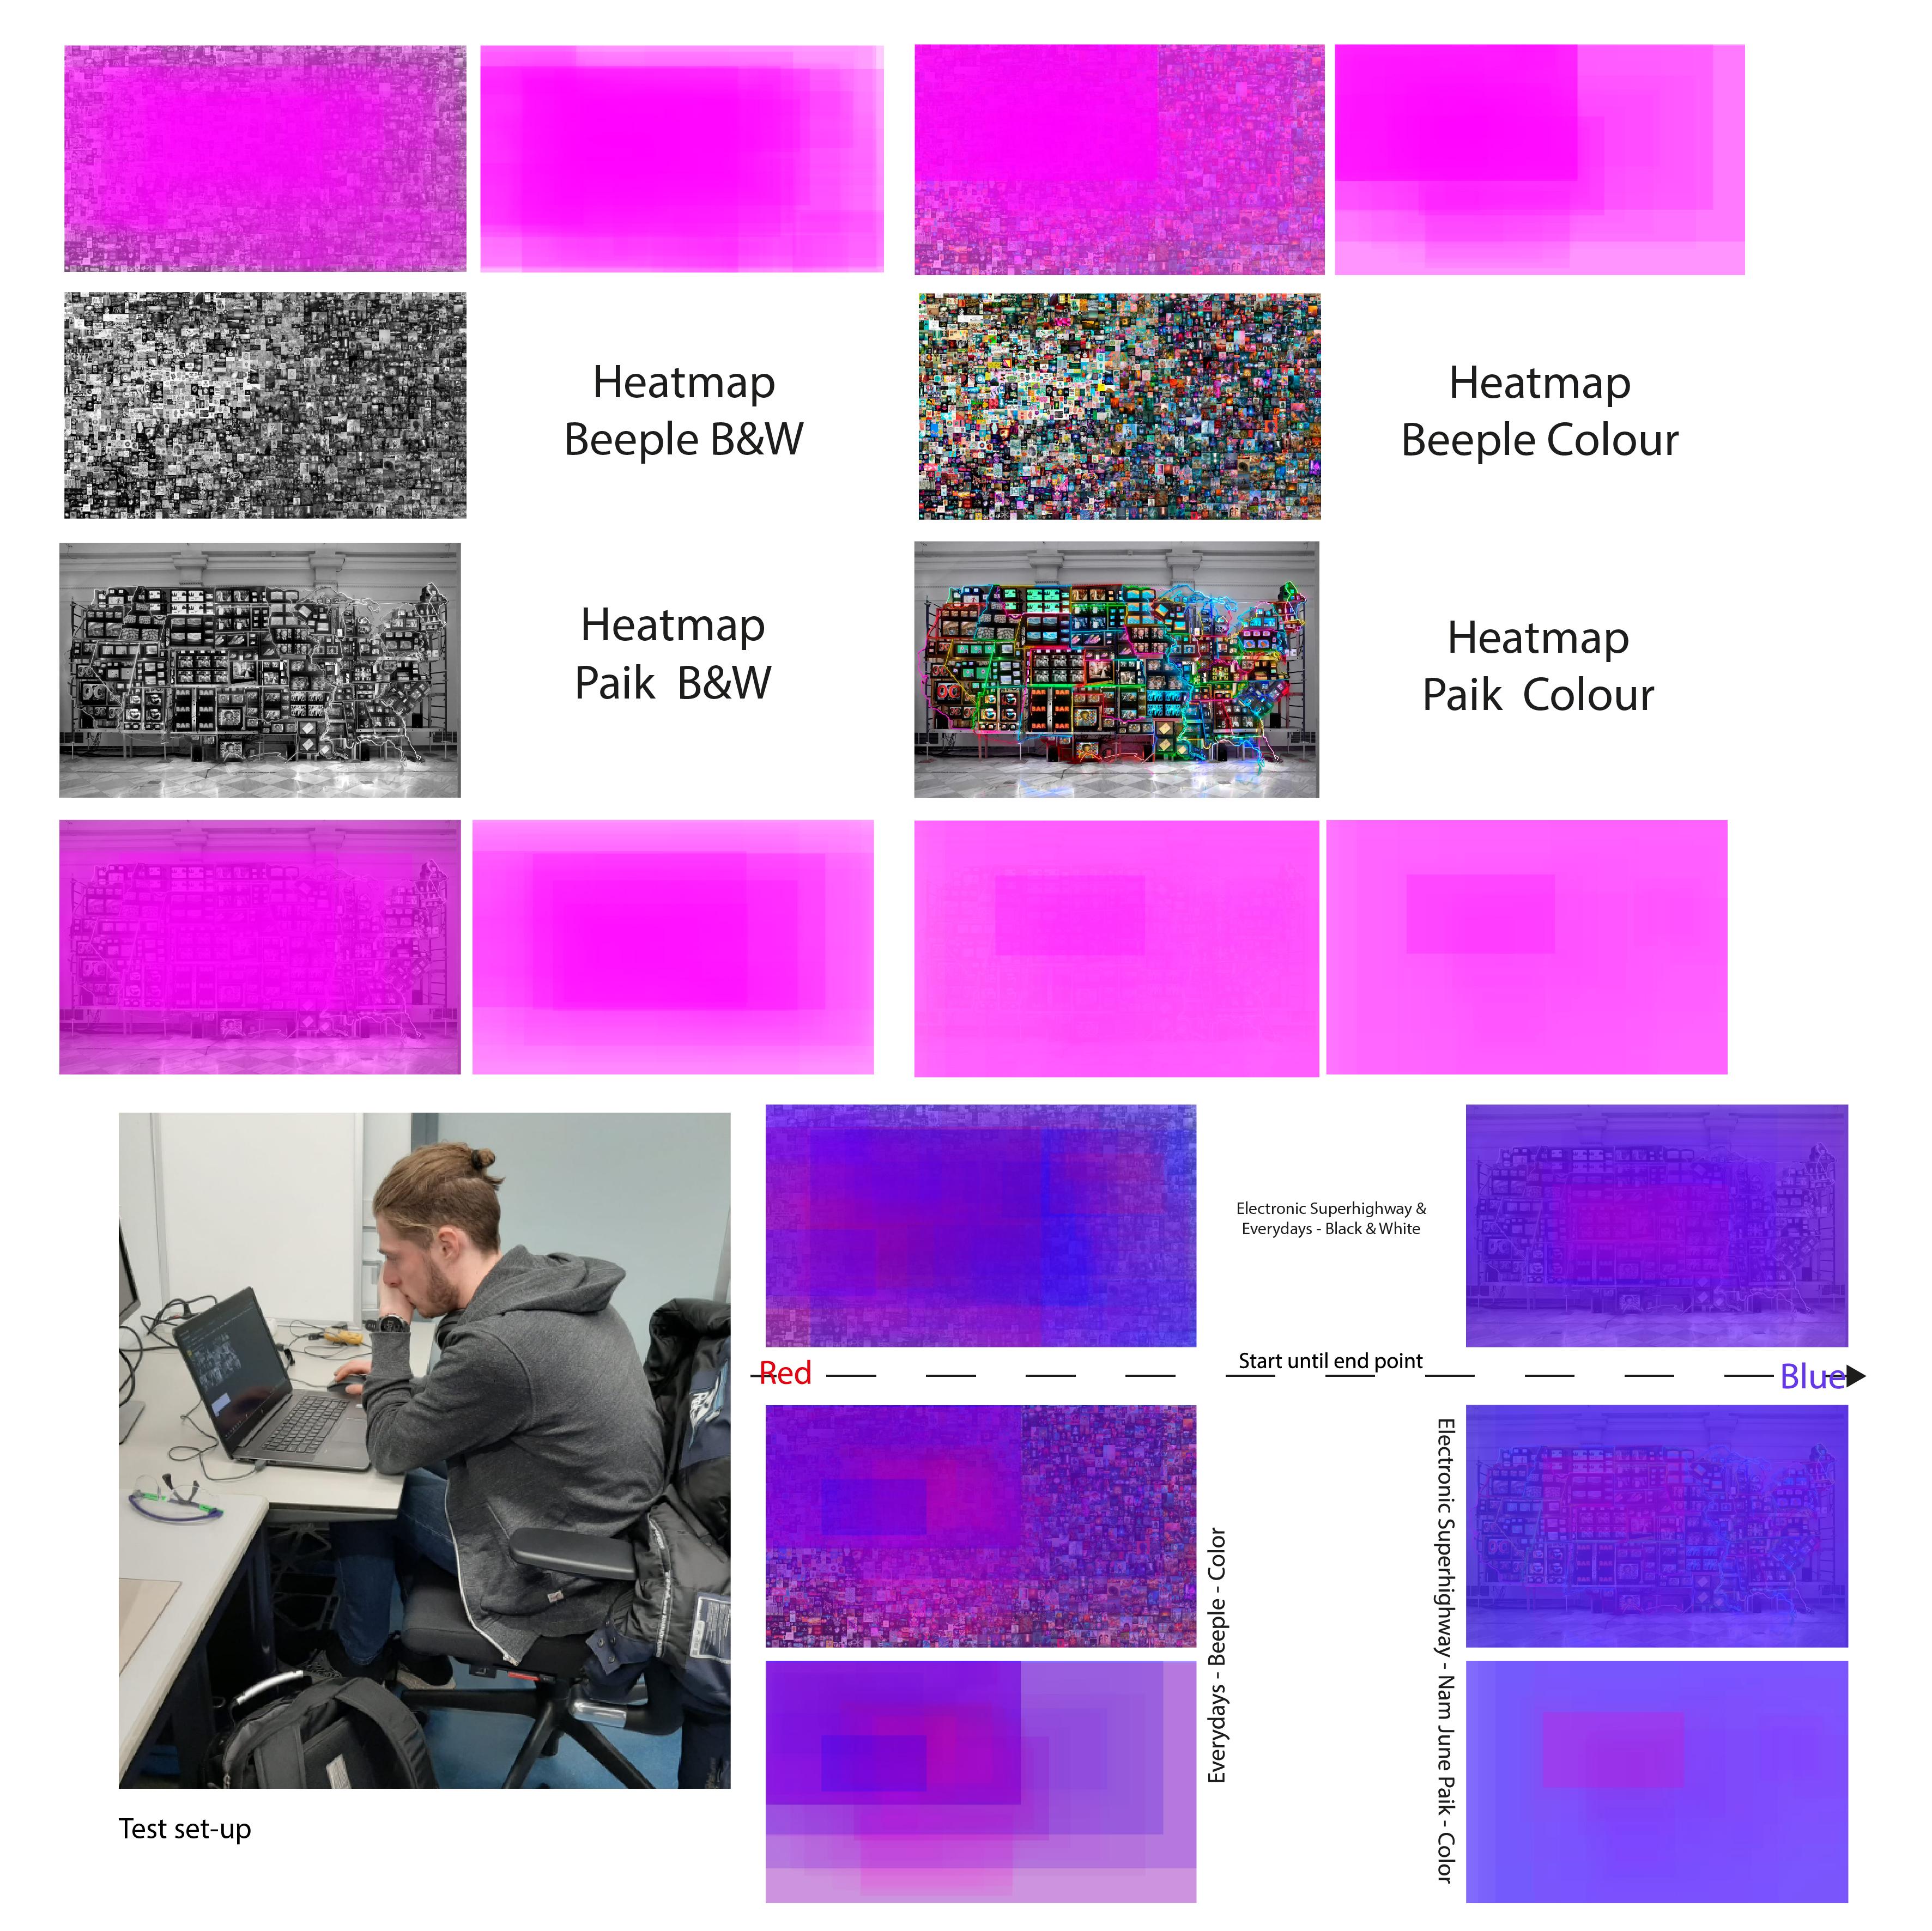 Heatmap
Beeple B&W
Heatmap
Beeple Colour
Heatmap
Paik B&W
Heatmap
Paik Colour
Electronic Superhighway &
Everydays - Black & White
Red
Start until end point
Blue
Everydays - Beeple - Color
Electronic Superhighway - Nam June Paik - Color
Test set-up